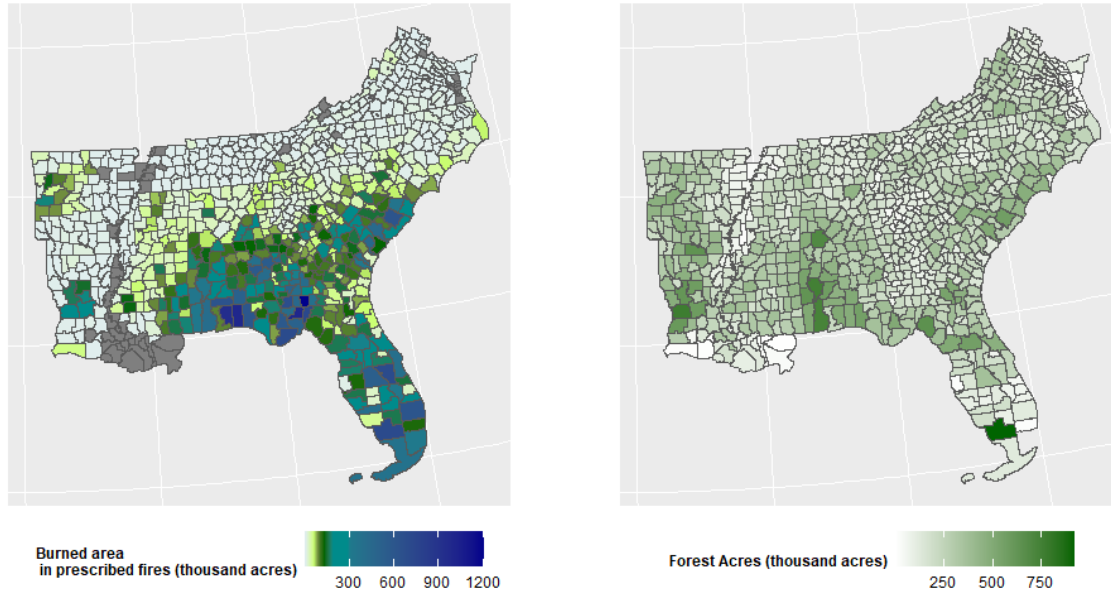 Burned area
in prescribed fires (thousand acres)
300 600 900 1200
Forest Acres (thousand acres)
250 500 750